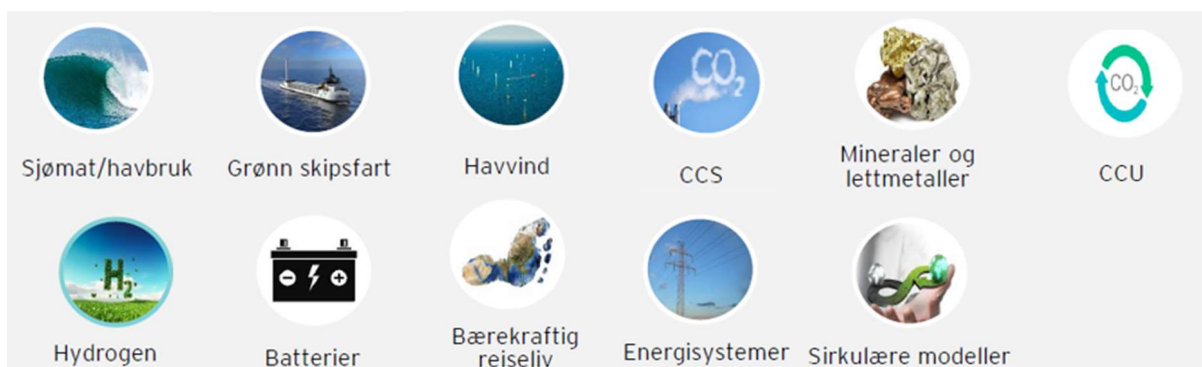 CO2
CO2
Sjømat/havbruk
Grønn skipsfart
Havvind
CCS
Mineraler og
lettmetaller
CCU
H2
Hydrogen
Batterier
Bærekraftig
reiseliv
Energisystemer
Sirkulære modeller